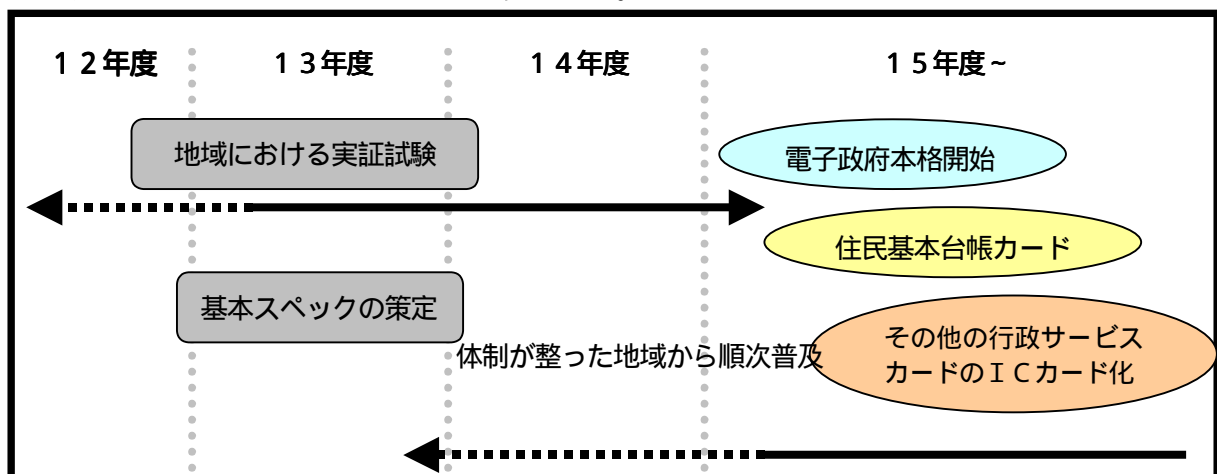 １２年度
１３年度
１４年度
１５年度~
地域における実証試験
電子政府本格開始
住民基本台帳カード
基本スペックの策定
体制が整った地域から順次普及
その他の行政サービス
カードのＩＣカード化